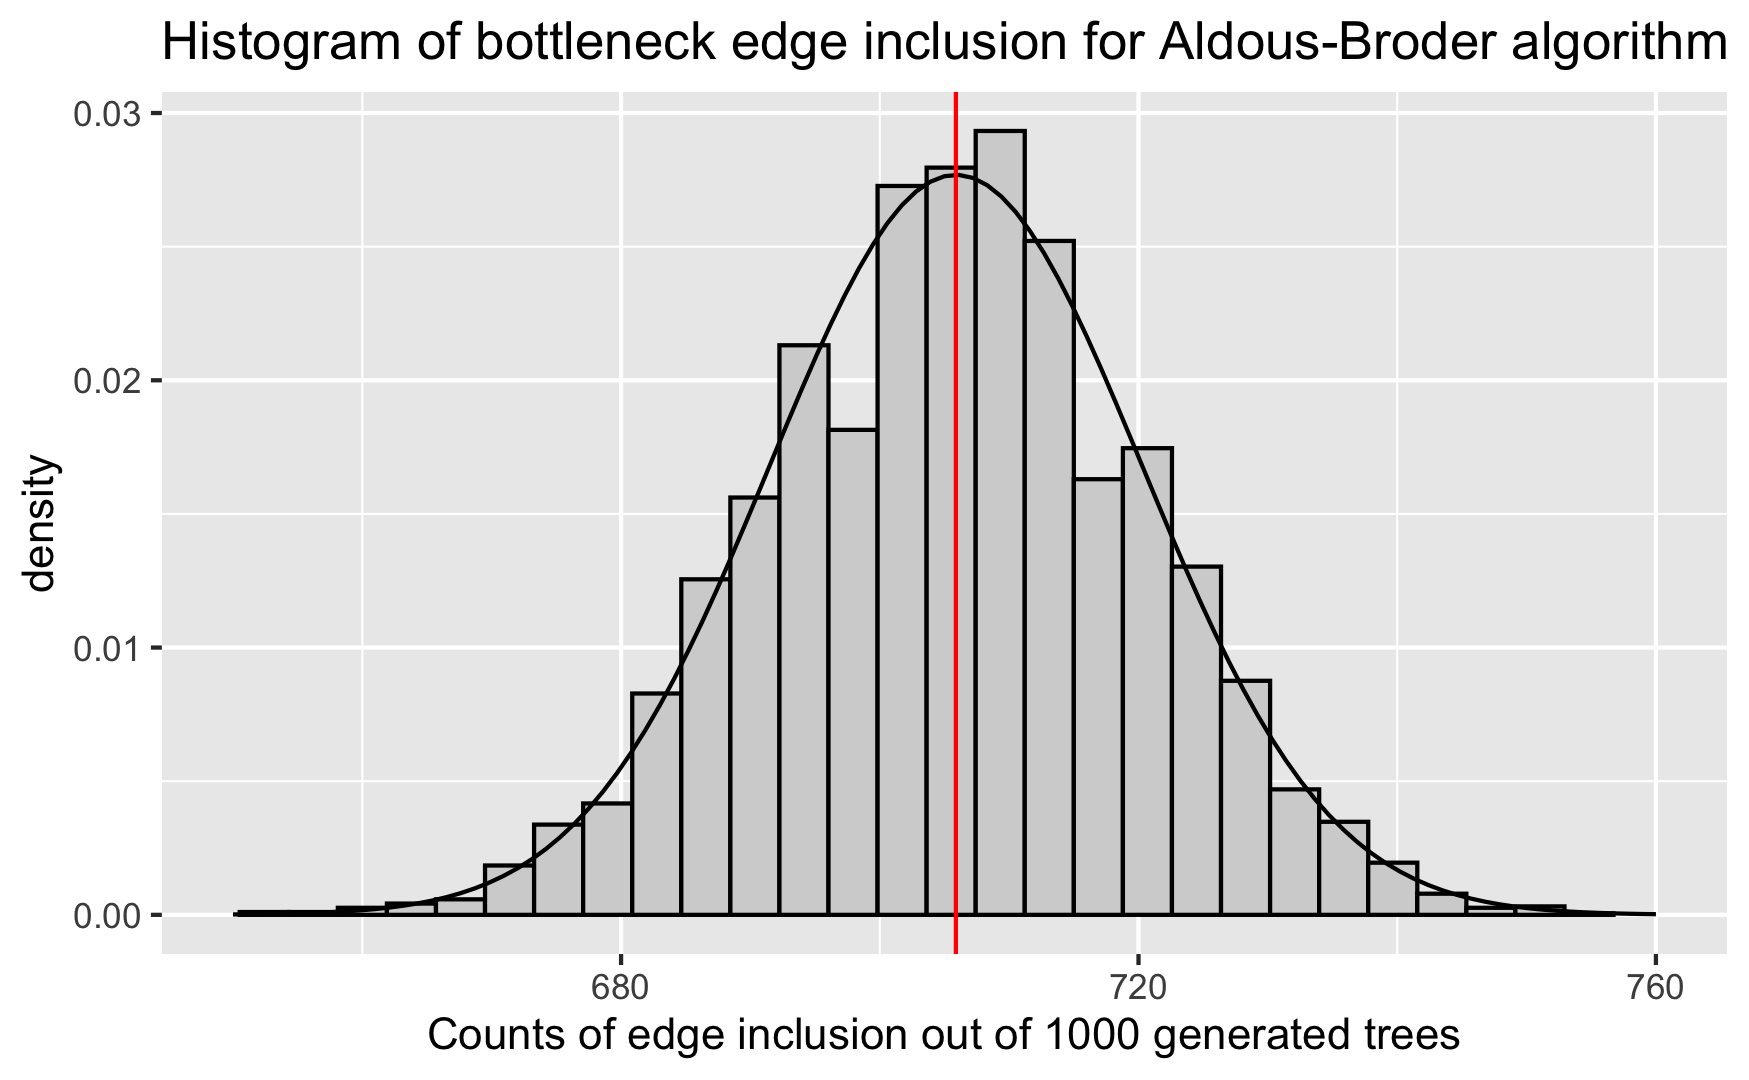 Histogram of bottleneck edge inclusion for Aldous-Broder algorithm
0.03
0.02
0.01
0.00
density
680 720 760
Counts of edge inclusion out of 1000 generated trees